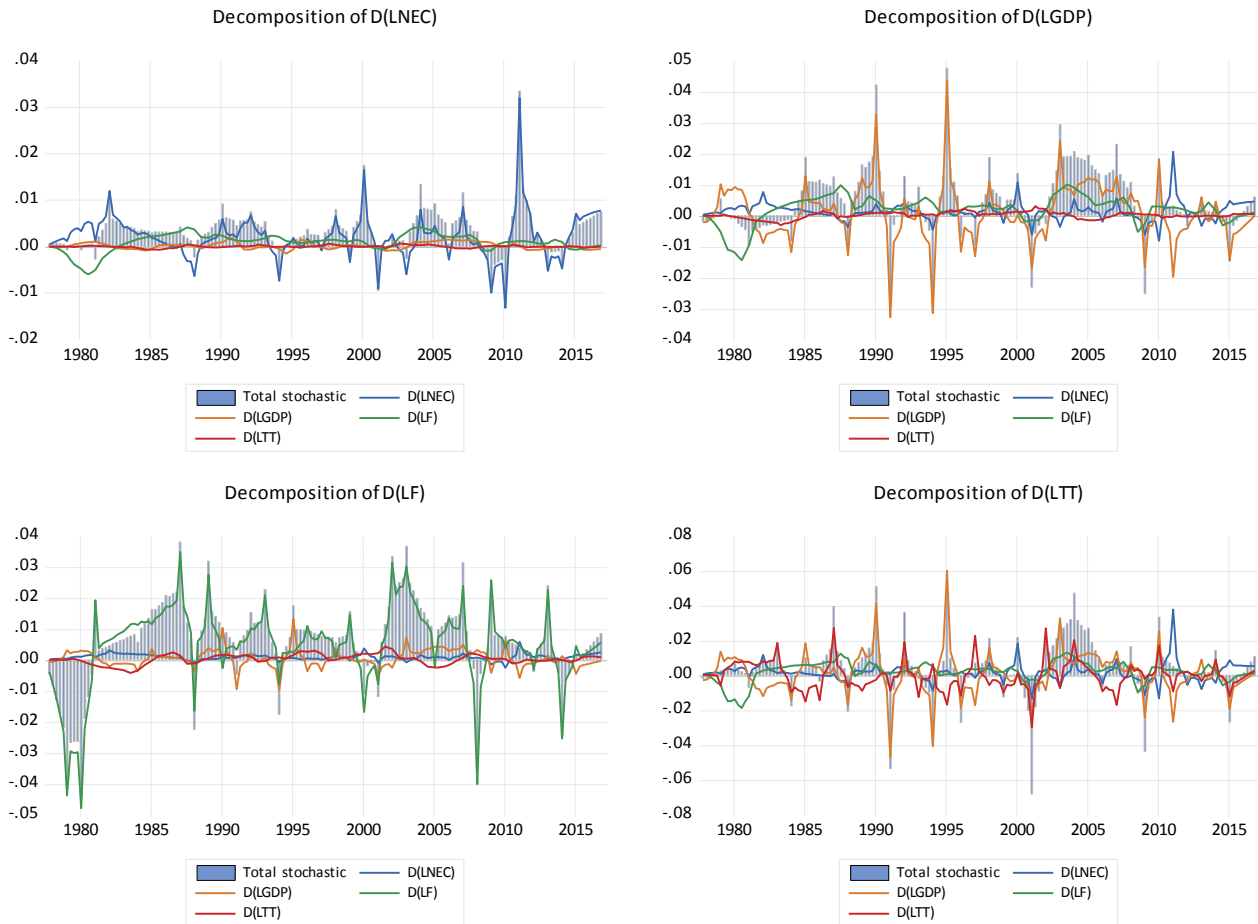 Decomposition of D(LNEC)
.04
.03
.02
.01
.00
-.01
-.02
1980 1985 1990 1995 2000 2005 2010 2015
Total stochastic D(LNEC)
D(LGDP) D(LF)
D(LTT)
Decomposition of D(LGDP)
.05
.04
.03
.02
.01
.00
-.01
-.02
-.03
-.04
1980 1985 1990 1995 2000 2005 2010 2015
Total stochastic D(LNEC)
D(LGDP) D(LF)
D(LTT)
Decomposition of D(LF)
.04
.03
.02
.01
.00
-.01
-.02
-.03
-.04
-.05
1980 1985 1990 1995 2000 2005 2010 2015
Total stochastic D(LNEC)
D(LGDP) D(LF)
D(LTT)
Decomposition of D(LTT)
.08
.06
.04
.02
.00
-.02
-.04
-.06
-.08
1980 1985 1990 1995 2000 2005 2010 2015
Total stochastic D(LNEC)
D(LGDP) D(LF)
D(LTT)